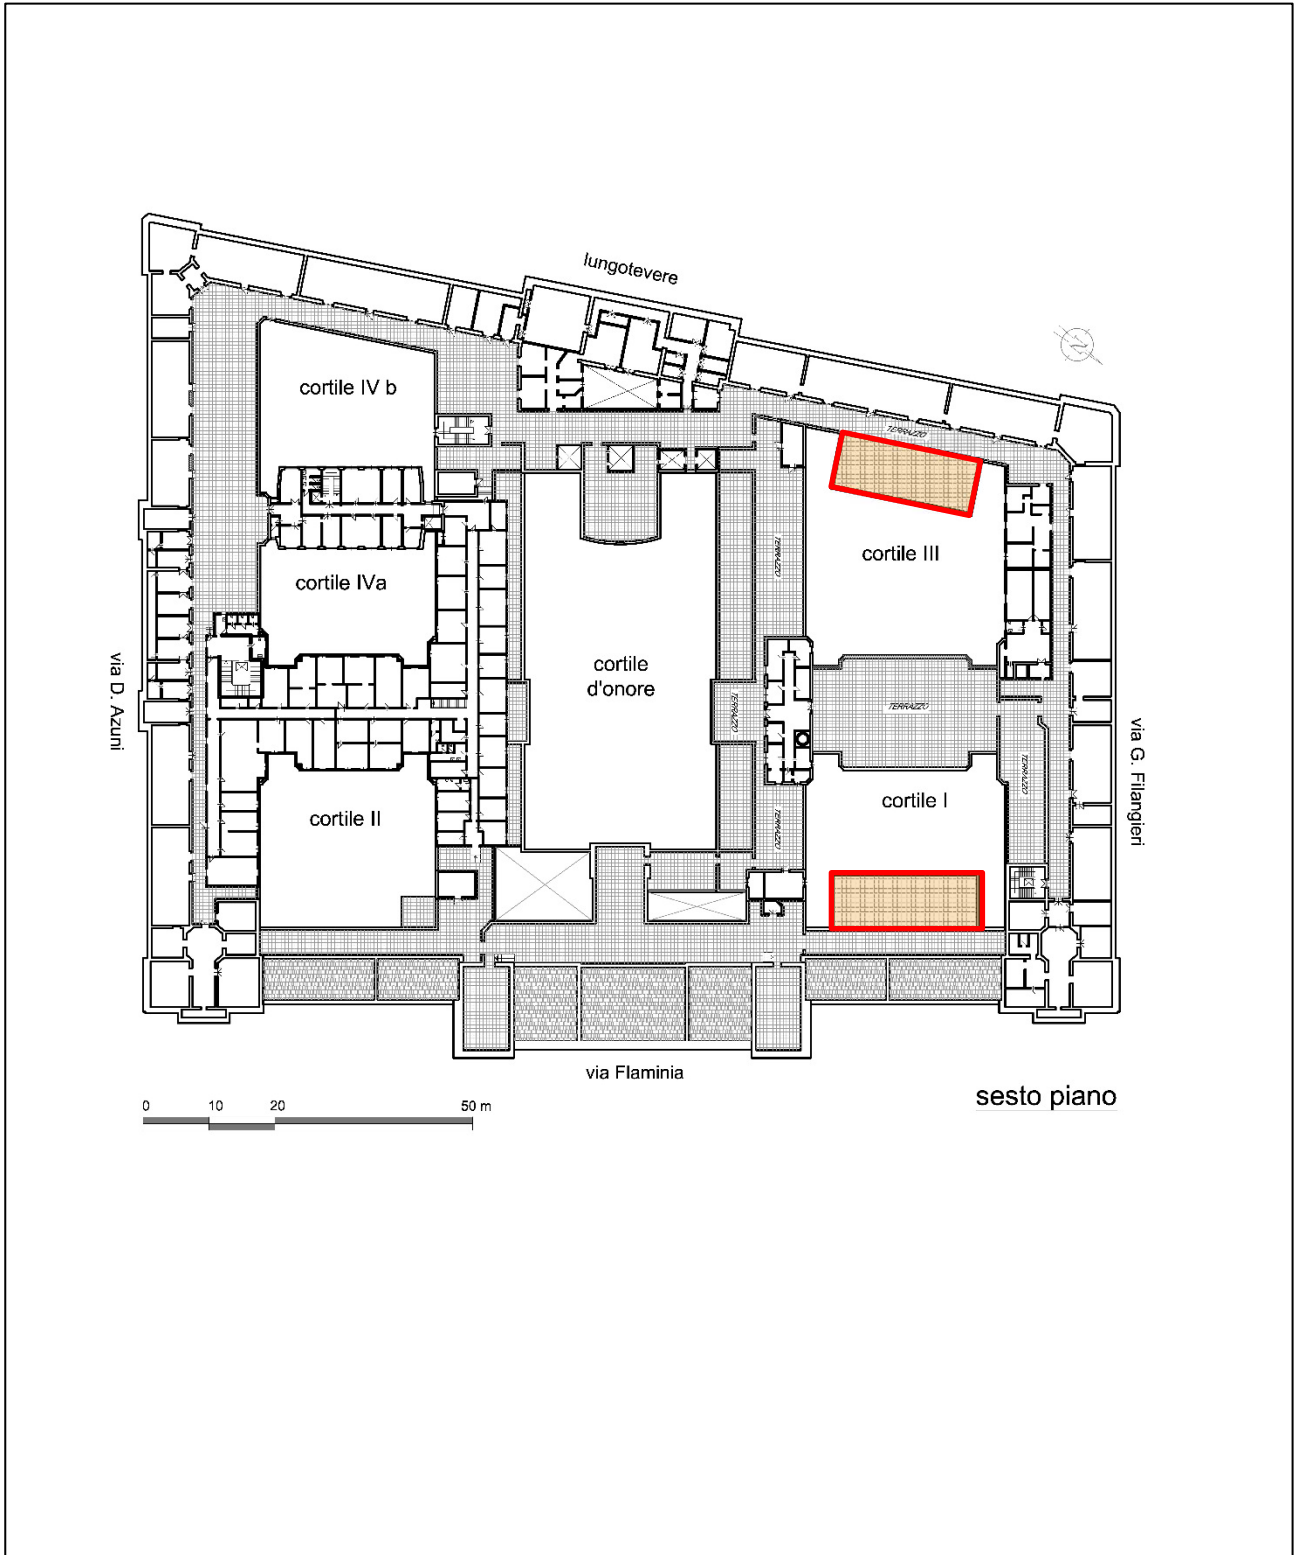 lungotevere
cortile IV b
TERRAZZO
cortile III
TERRAZZO
cortile IVa
cortile
d'onore
via D. Azuni
TERRAZZO
TERRAZZO
via G. Filangieri
TERRAZZO
cortile I
cortile II
TERRAZZO
via Flaminia
sesto piano
0 10 20 50 m